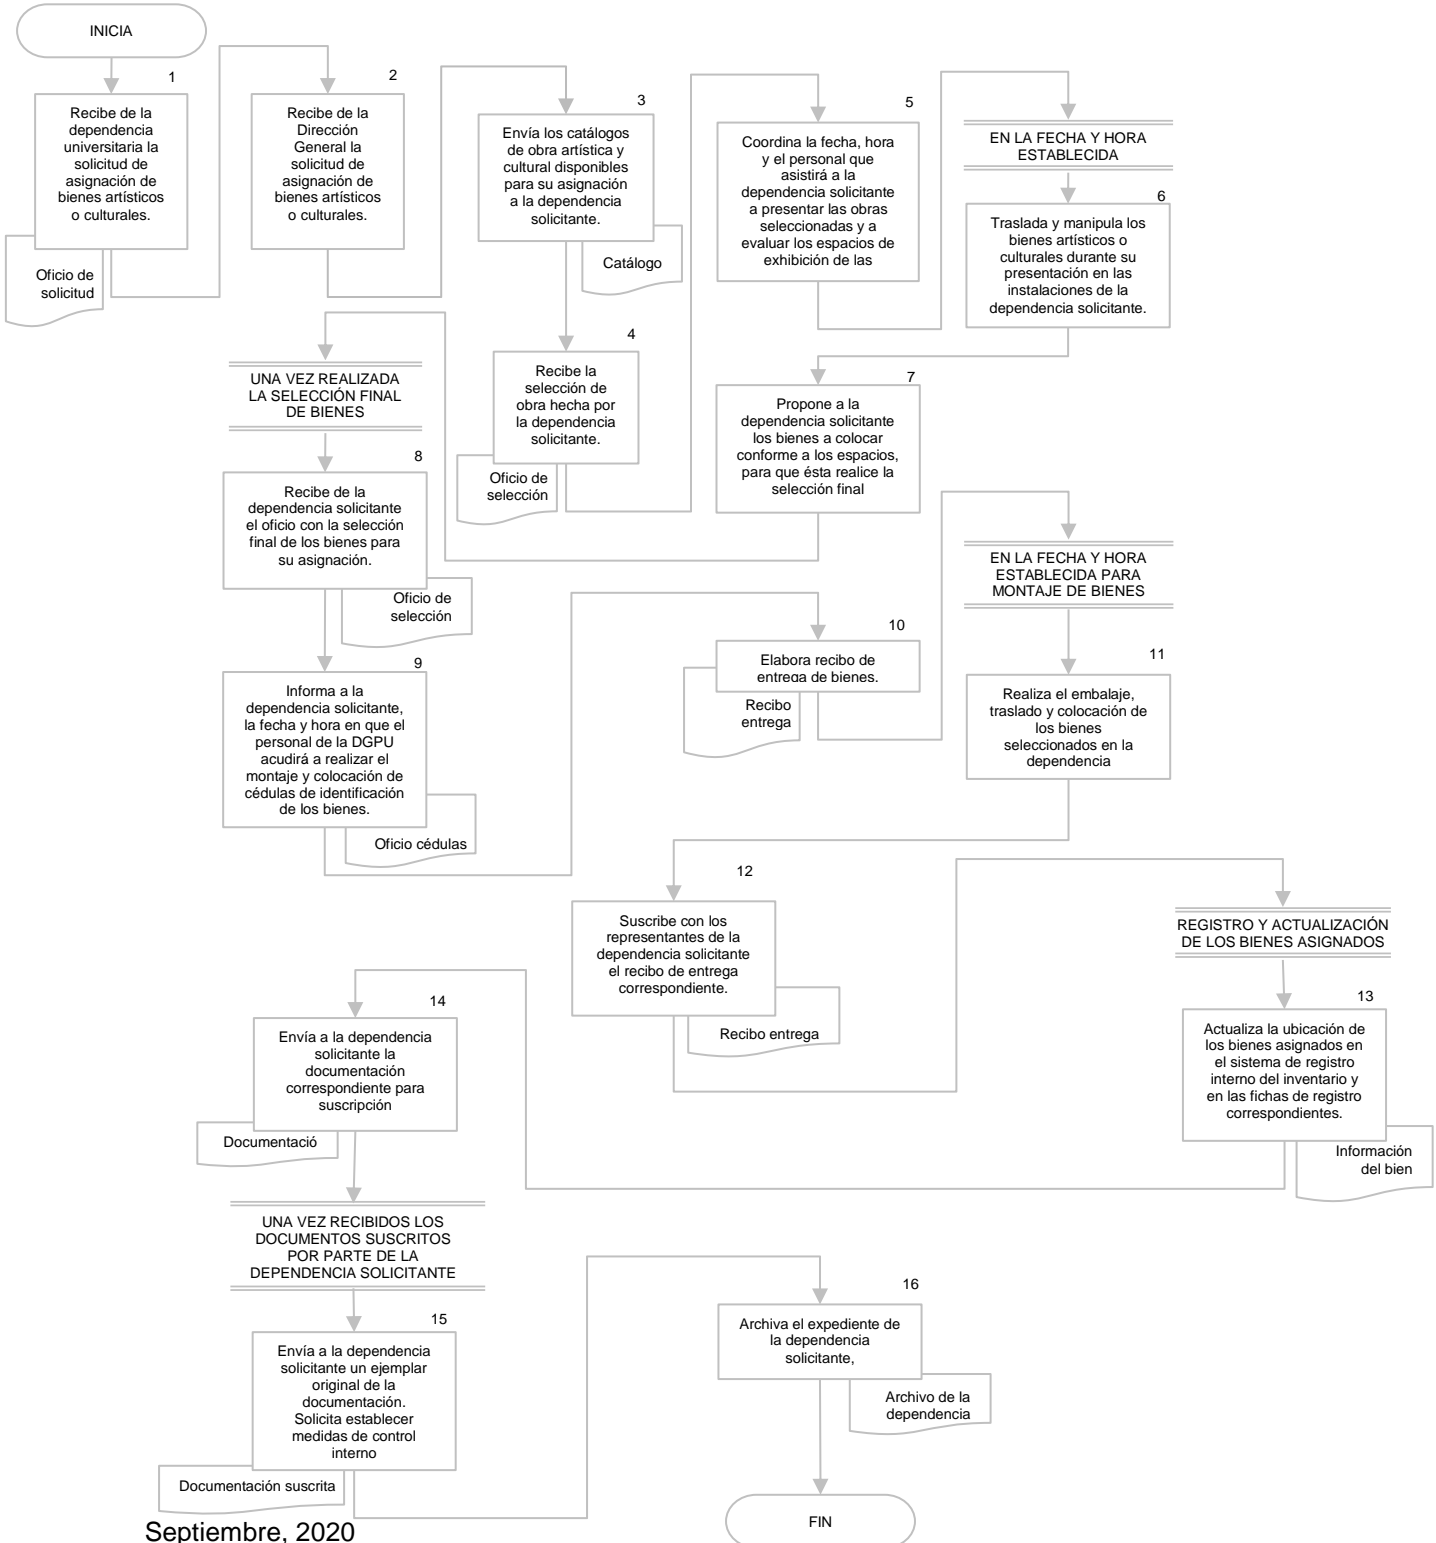 INICIA
1
Recibe de la
dependencia
universitaria la
solicitud de
asignación de
bienes artísticos
o culturales.
Oficio de
solicitud
2
Recibe de la
Dirección
General la
solicitud de
asignación de
bienes artísticos
o culturales.
3
Envía los catálogos
de obra artística y
cultural disponibles
para su asignación
a la dependencia
solicitante.
Catálogo
4
Recibe la
selección de
obra hecha por
la dependencia
solicitante.
Oficio de
selección
5
Coordina la fecha, hora
y el personal que
asistirá a la
dependencia solicitante
a presentar las obras
seleccionadas y a
evaluar los espacios de
exhibición de las
EN LA FECHA Y HORA
ESTABLECIDA
6
Traslada y manipula los
bienes artísticos o
culturales durante su
presentación en las
instalaciones de la
dependencia solicitante.
7
Propone a la
dependencia solicitante
los bienes a colocar
conforme a los espacios,
para que ésta realice la
selección final
UNA VEZ REALIZADA
LA SELECCIÓN FINAL
DE BIENES
8
Recibe de la
dependencia solicitante
el oficio con la selección
final de los bienes para
su asignación.
Oficio de
selección
9
Informa a la
dependencia solicitante,
la fecha y hora en que el
personal de la DGPU
acudirá a realizar el
montaje y colocación de
cédulas de identificación
de los bienes.
Oficio cédulas
10
Elabora recibo de
entrega de bienes.
Recibo
entrega
EN LA FECHA Y HORA
ESTABLECIDA PARA
MONTAJE DE BIENES
11
Realiza el embalaje,
traslado y colocación de
los bienes
seleccionados en la
dependencia
12
Suscribe con los
representantes de la
dependencia solicitante
el recibo de entrega
correspondiente.
Recibo entrega
REGISTRO Y ACTUALIZACIÓN
DE LOS BIENES ASIGNADOS
13
Actualiza la ubicación de
los bienes asignados en
el sistema de registro
interno del inventario y
en las fichas de registro
correspondientes.
Información
del bien
14
Envía a la dependencia
solicitante la
documentación
correspondiente para
suscripción
Documentació
UNA VEZ RECIBIDOS LOS
DOCUMENTOS SUSCRITOS
POR PARTE DE LA
DEPENDENCIA SOLICITANTE
15
Envía a la dependencia
solicitante un ejemplar
original de la
documentación.
Solicita establecer
medidas de control
interno
Documentación suscrita
16
Archiva el expediente de
la dependencia
solicitante,
Archivo de la
dependencia
FIN
Septiembre, 2020